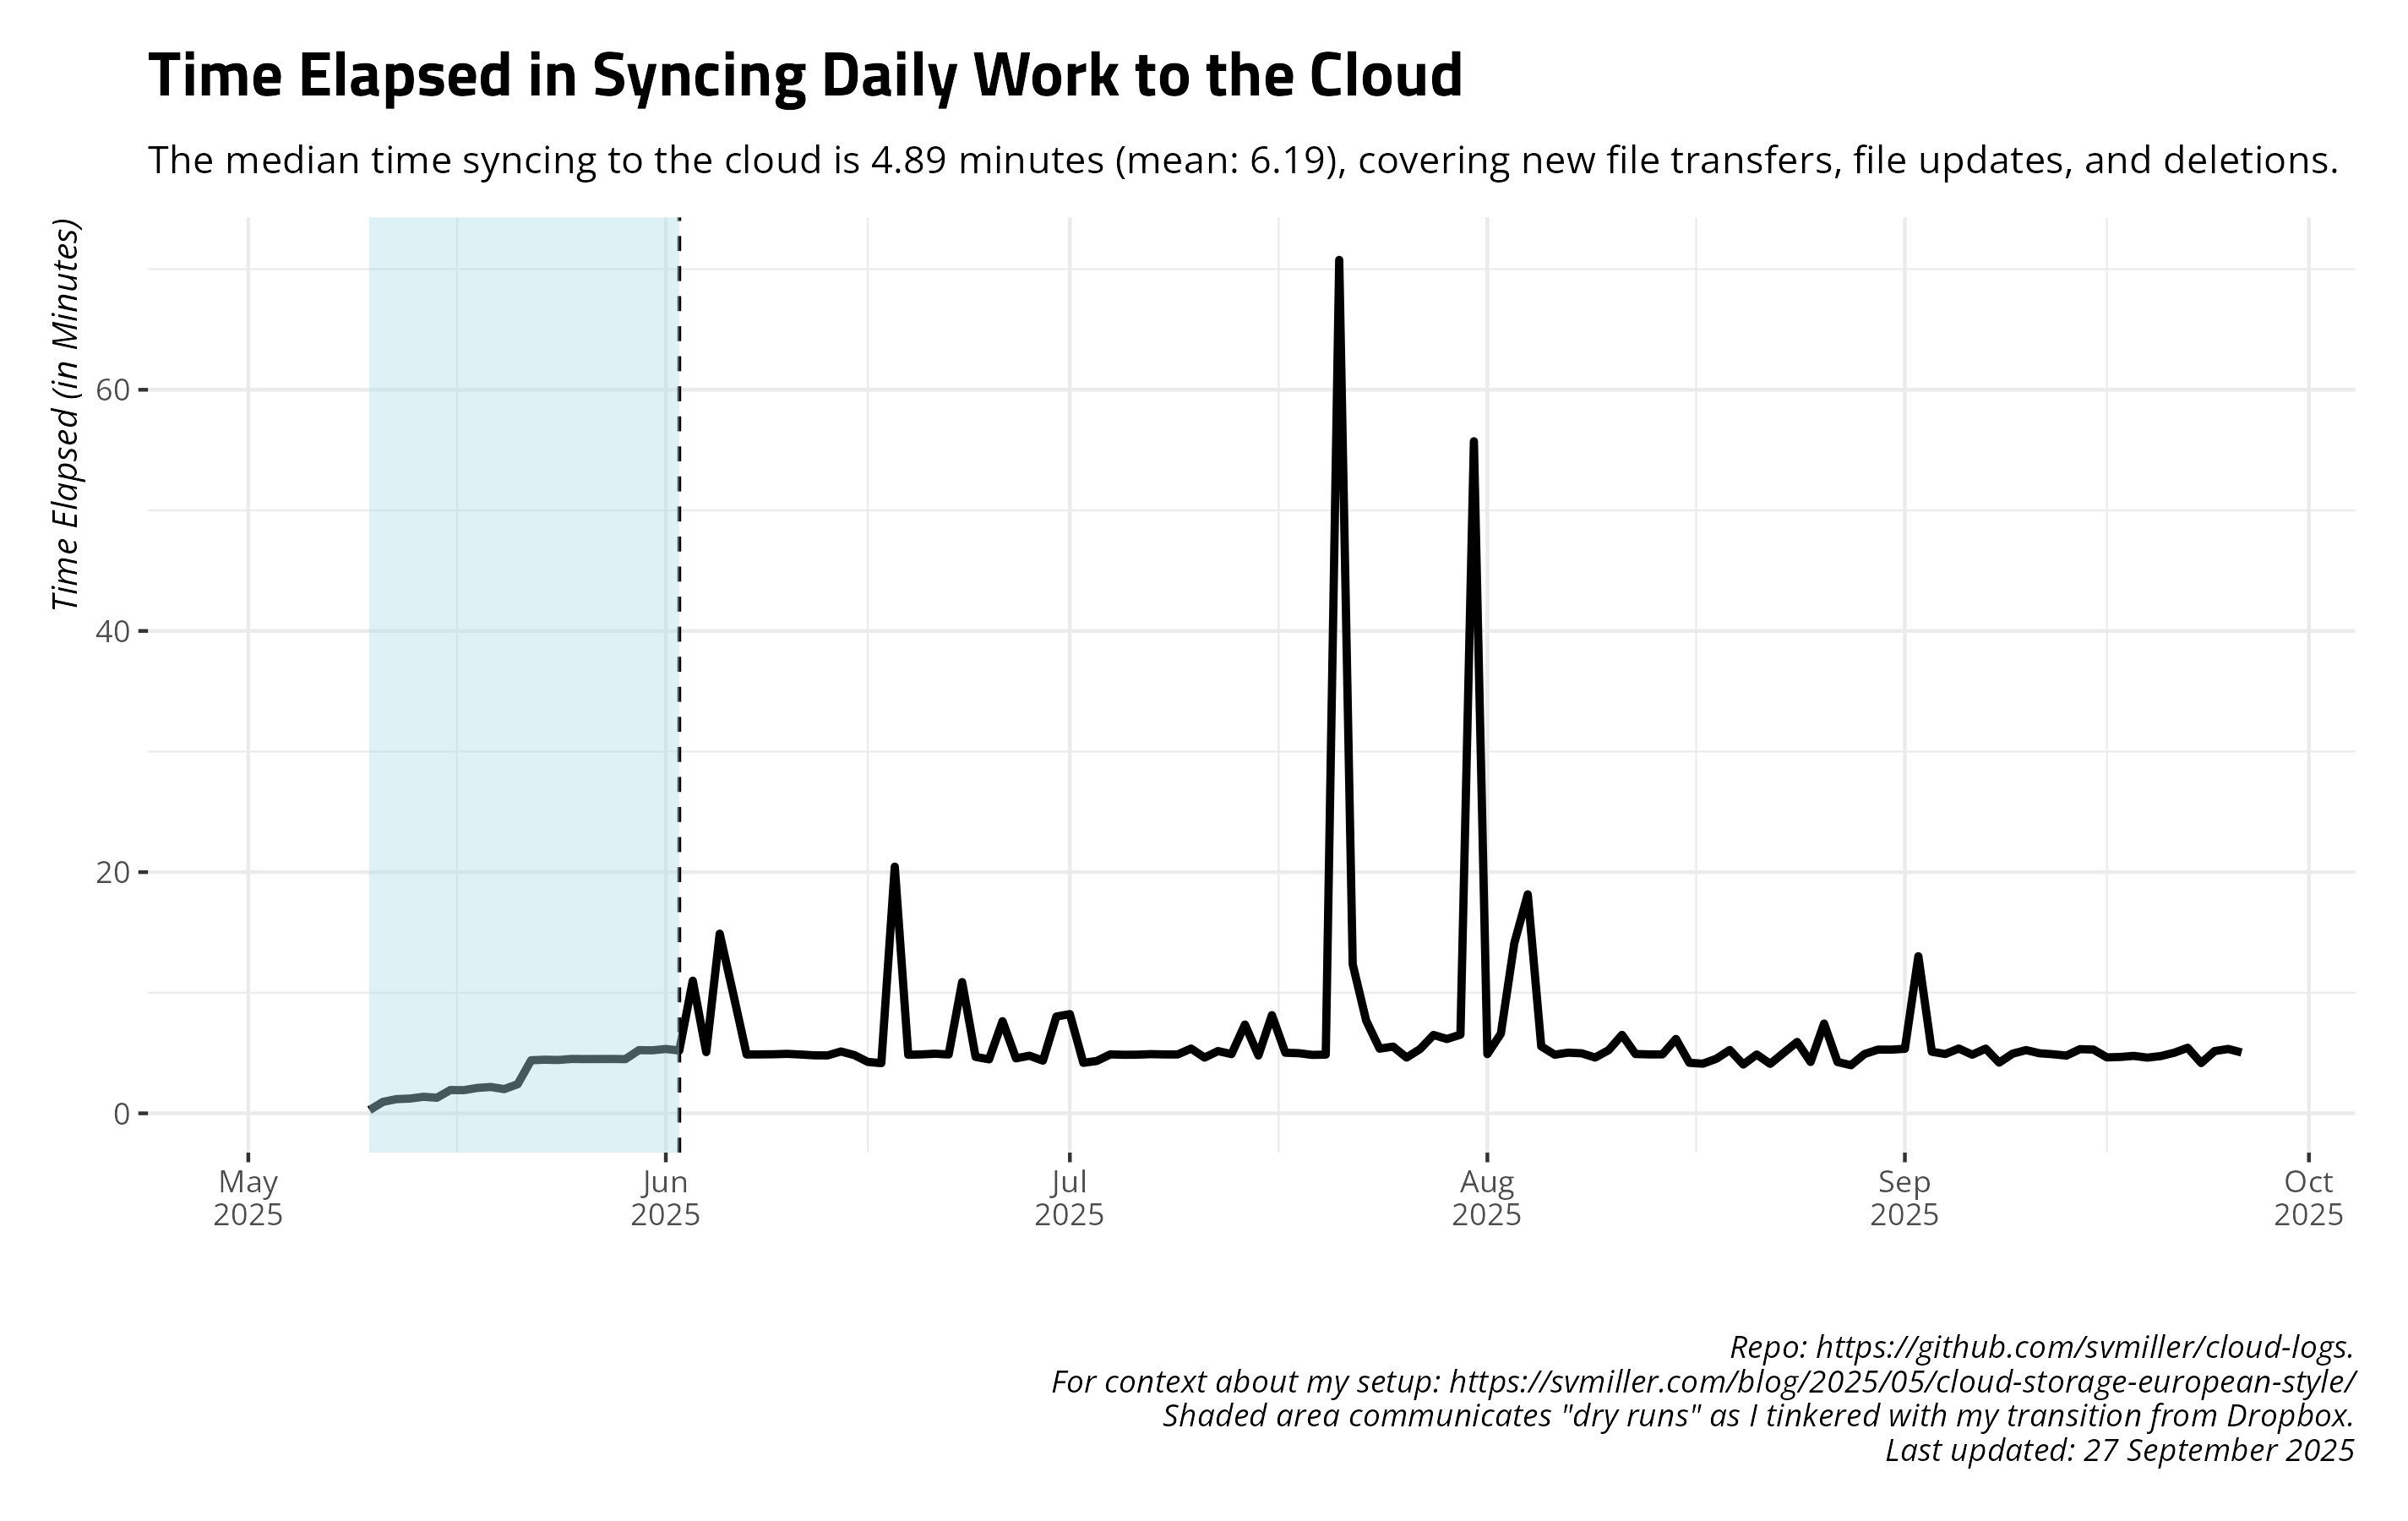 Time Elapsed in Syncing Daily Work to the Cloud
The median time syncing to the cloud is 4.89 minutes (mean: 6.19), covering new file transfers, file updates, and deletions.
Time Elapsed (in Minutes)
60
40
20
0
May
2025
Jun
2025
Jul
2025
Aug
2025
Sep
2025
Oct
2025
Repo: https://github.com/svmiller/cloud-logs.
For context about my setup: https://svmiller.com/blog/2025/05/cloud-storage-european-style/
Shaded area communicates "dry runs" as I tinkered with my transition from Dropbox.
Last updated: 27 September 2025